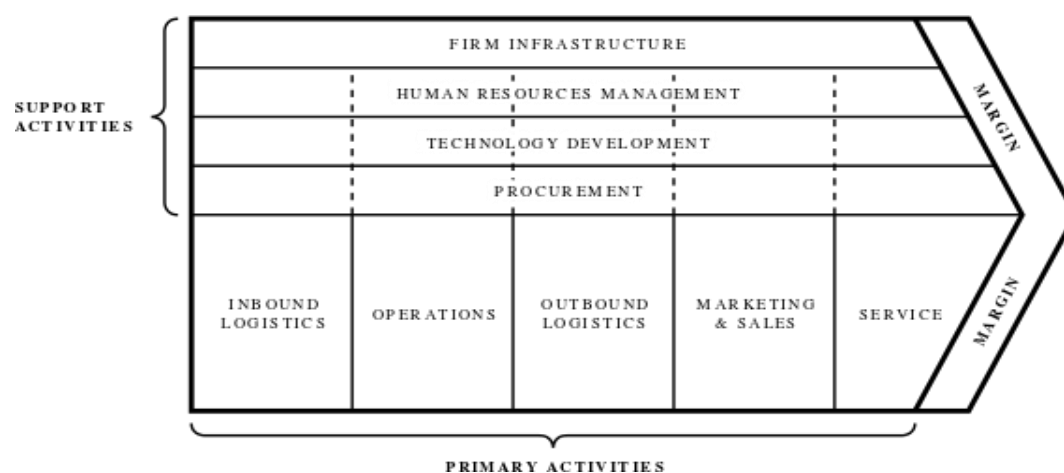 FIRM INFRASTRUCTURE
HUMAN RESOURCES MANAGEMENT
TECHNOLOGY DEVELOPMENT
PROCUREMENT
SUPPORT
ACTIVITIES
MARGIN
INBOUND
LOGISTICS
OPERATIONS
OUTBOUND
LOGISTICS
MARKETING
& SALES
SERVICE
MARGIN
PRIMARY ACTIVITIES